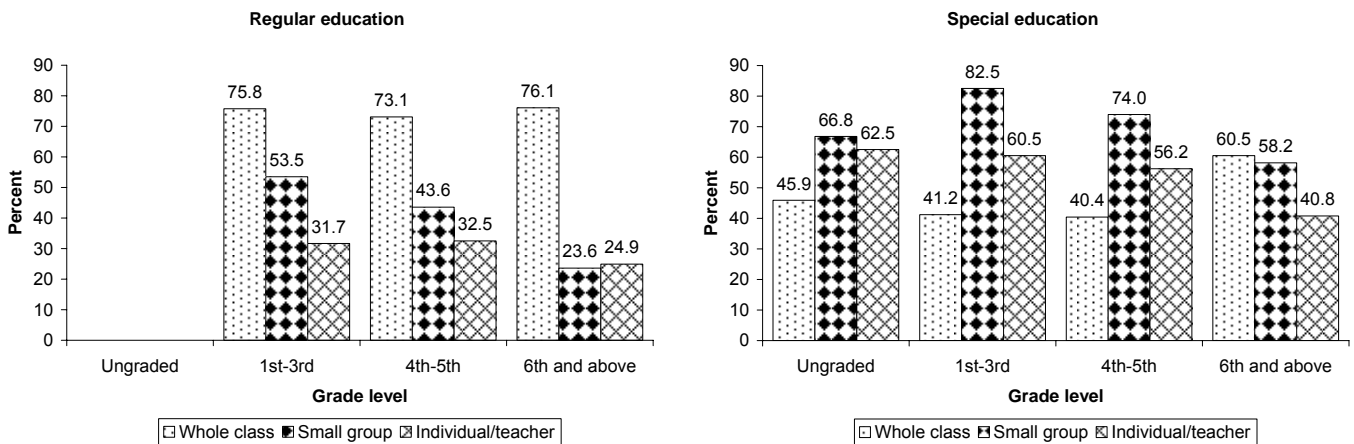 Regular education
Percent
90
80
70
60
50
40
30
20
10
0
75.8
53.5
31.7
73.1
43.6
32.5
76.1
23.6
24.9
Ungraded
1st-3rd
4th-5th
6th and above
Grade level
Whole class
Small group
Individual/teacher
Special education
Percent
90
80
70
60
50
40
30
20
10
0
45.9
66.8
62.5
41.2
82.5
60.5
40.4
74.0
56.2
60.5
58.2
40.8
Ungraded
1st-3rd
4th-5th
6th and above
Grade level
Whole class
Small group
Individual/teacher